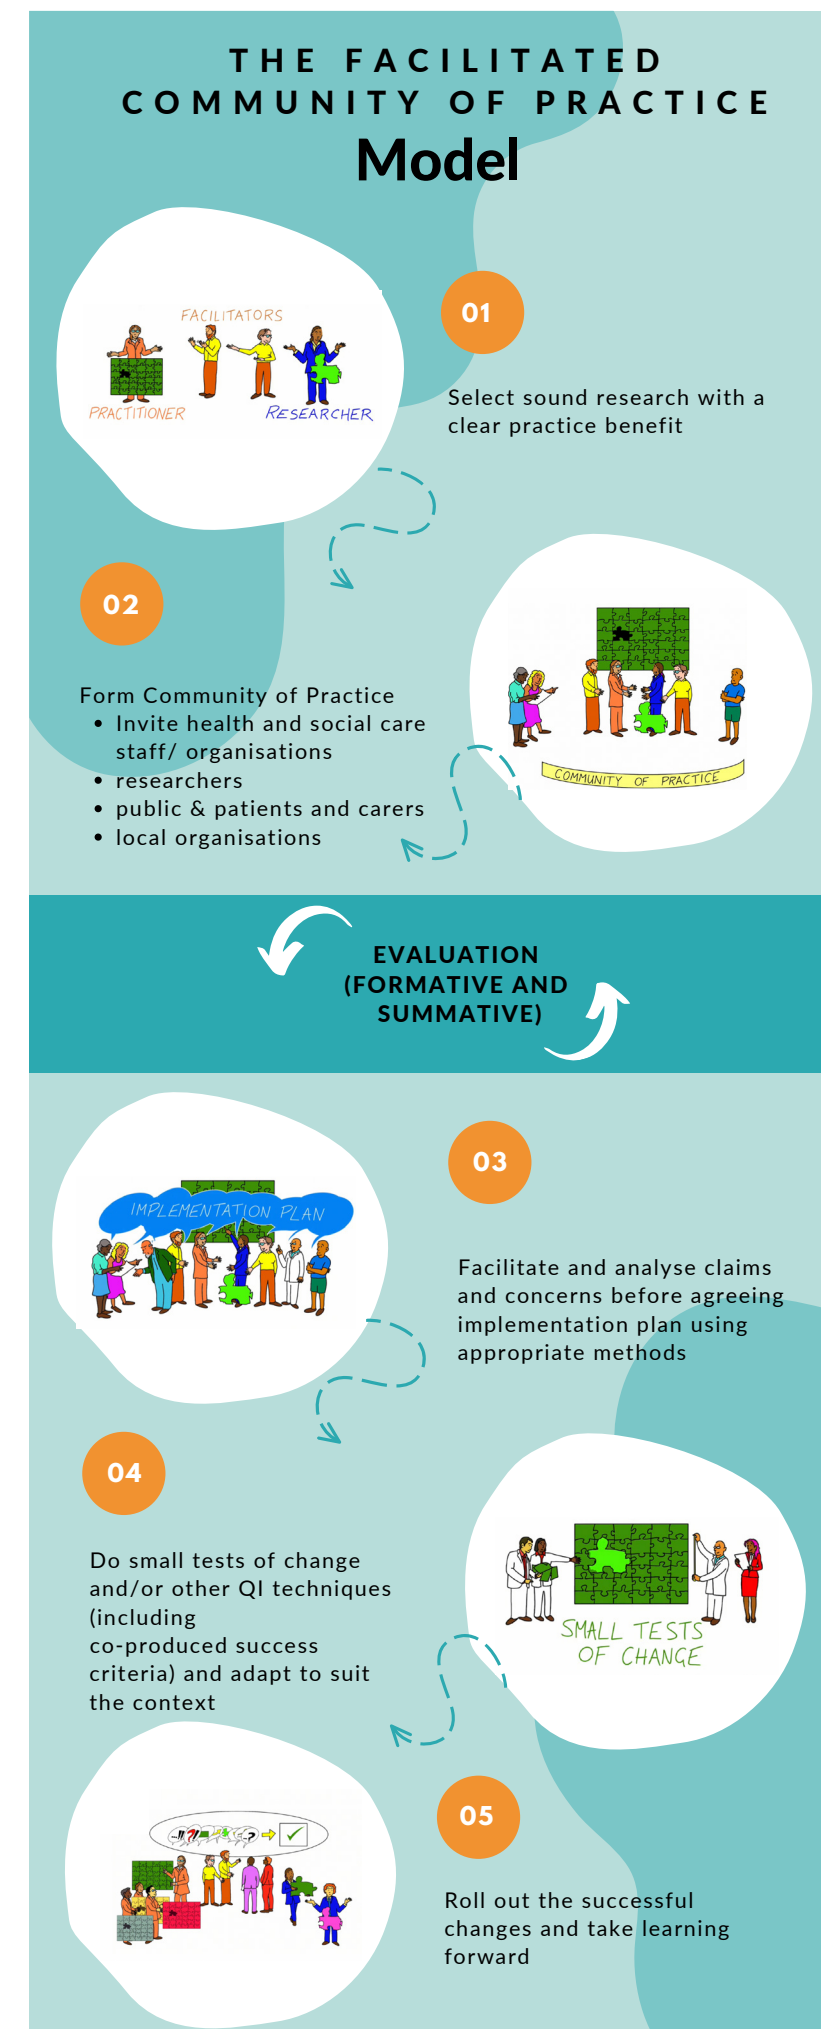 THE FACILITATED
COMMUNITY OF PRACTICE
Model
FACILITATORS
PRACTITIONER
RESEARCHER
01
Select sound research with a
clear practice benefit
02
Form Community of Practice
• Invite health and social care
staff/ organisations
• researchers
• public & patients and carers
• local organisations
COMMUNITY OF PRACTICE
EVALUATION
(FORMATIVE AND
SUMMATIVE)
IMPLEMENTATION PLAN
03
Facilitate and analyse claims
and concerns before agreeing
implementation plan using
appropriate methods
04
Do small tests of change
and/or other QI techniques
(including
co-produced success
criteria) and adapt to suit
the context
SMALL TESTS
OF CHANGE
05
Roll out the successful
changes and take learning
forward